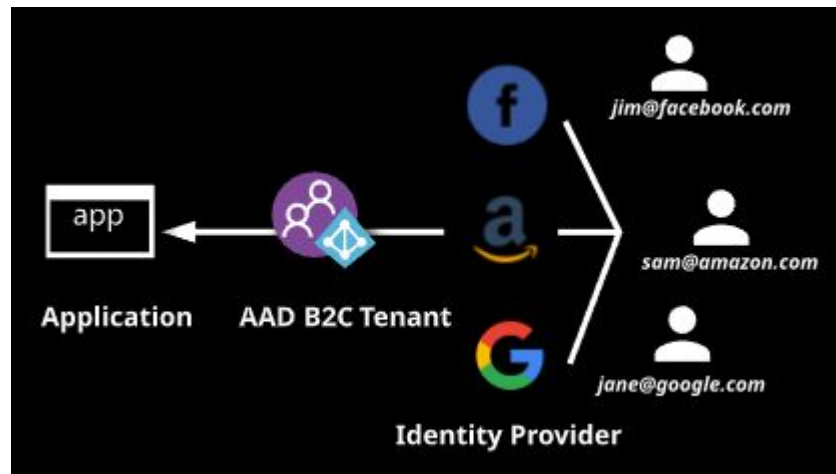 jim@facebook.com
app
sam@amazon.com
Application
AAD B2C Tenant
jane@google.com
Identity Provider